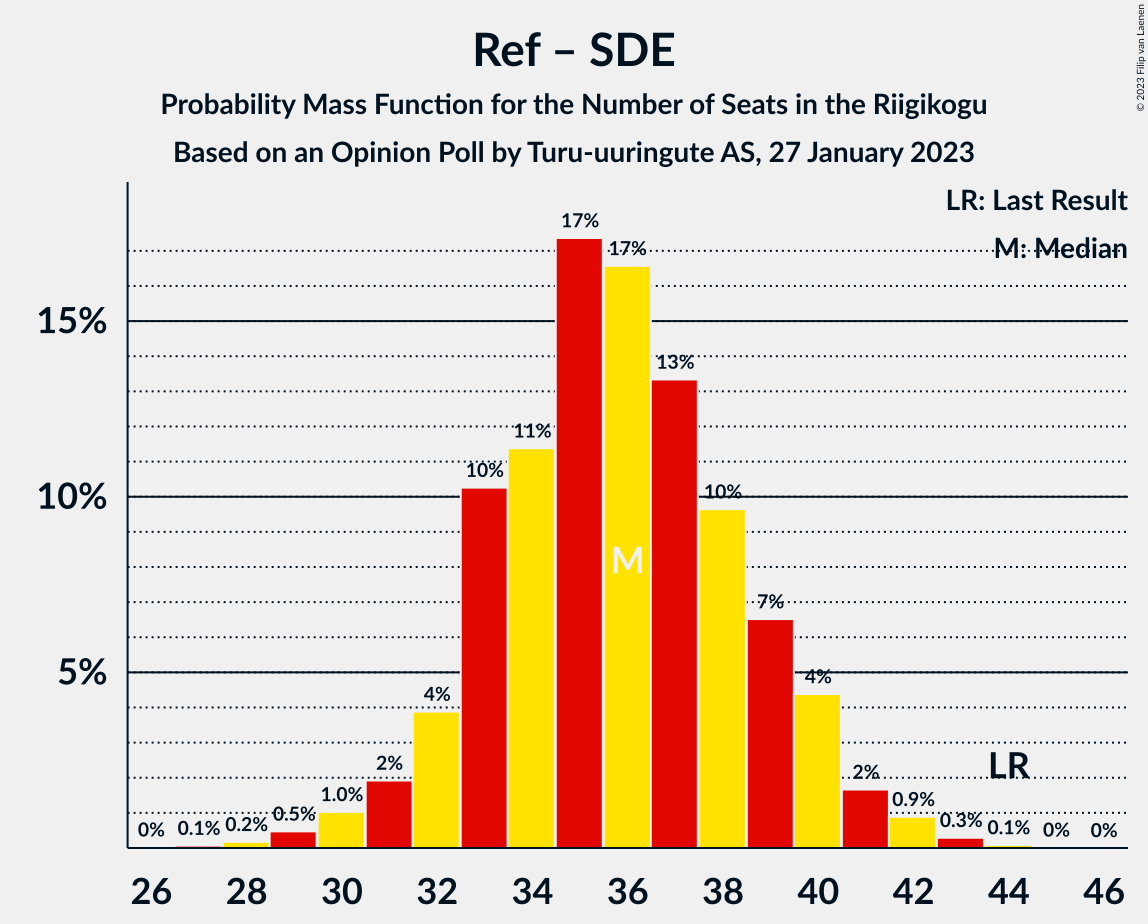 Ref – SDE
Probability Mass Function for the Number of Seats in the Riigikogu
Based on an Opinion Poll by Turu-uuringute AS, 27 January 2023
© 2023 Filip van Laenen
LR: Last Result
M: Median
17%
17%
15%
13%
11%
10%
10%
10%
M
7%
5%
4%
4%
LR
2%
2%
1.0%
0.9%
0% 0.1% 0.2% 0.5% 0.3% 0.1% 0% 0%
26 28 30 32 34 36 38 40 42 44 46